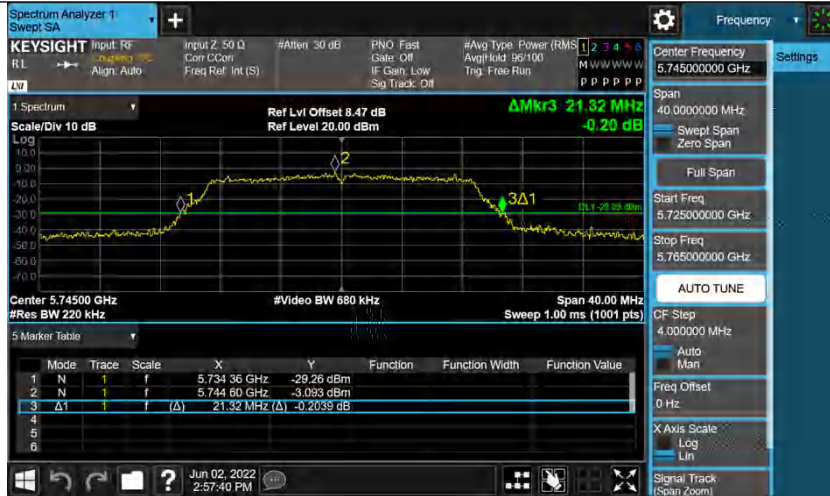 Spectrum Analyzer 1
Swept SA
Frequency
KEYSIGHT Input: RF
RL
Align: Auto
Input Z: 50 Ω
Corr CCorr
Freq Ref: Int (S)
#Atten: 30 dB
PNO: Fast
Gate: Off
IF Gain: Low
Sig Track: Off
#Avg Type: Power (RMS)
Avg|Hold: 96/100
Trig: Free Run
1 2 3 4 5 6
M W W W W W
P P P P P P
LNI
1 Spectrum
Scale/Div 10 dB
Ref Lvl Offset 8.47 dB
Ref Level 20.00 dBm
ΔMkr3 21.32 MHz
-0.20 dB
Log
10.0
0.00
-10.0
-20.0
-30.0
-40.0
-50.0
-60.0
-70.0
1
2
3Δ1
Center 5.74500 GHz
#Res BW 220 kHz
#Video BW 680 kHz
Span 40.00 MHz
Sweep 1.00 ms (1001 pts)
5 Marker Table
Mode Trace Scale X Y Function Function Width Function Value
1 N 1 f 5.734 36 GHz -29.26 dBm
2 N 1 f 5.744 60 GHz -3.093 dBm
3 Δ1 1 f (Δ) 21.32 MHz (Δ) -0.2039 dB
4
5
6
Jun 02, 2022
2:57:40 PM
Center Frequency
5.745000000 GHz
Settings
Span
40.0000000 MHz
Swept Span
Zero Span
Full Span
Start Freq
5.725000000 GHz
Stop Freq
5.765000000 GHz
AUTO TUNE
CF Step
4.000000 MHz
Auto
Man
Freq Offset
0 Hz
X Axis Scale
Log
Lin
Signal Track
(Span Zoom)